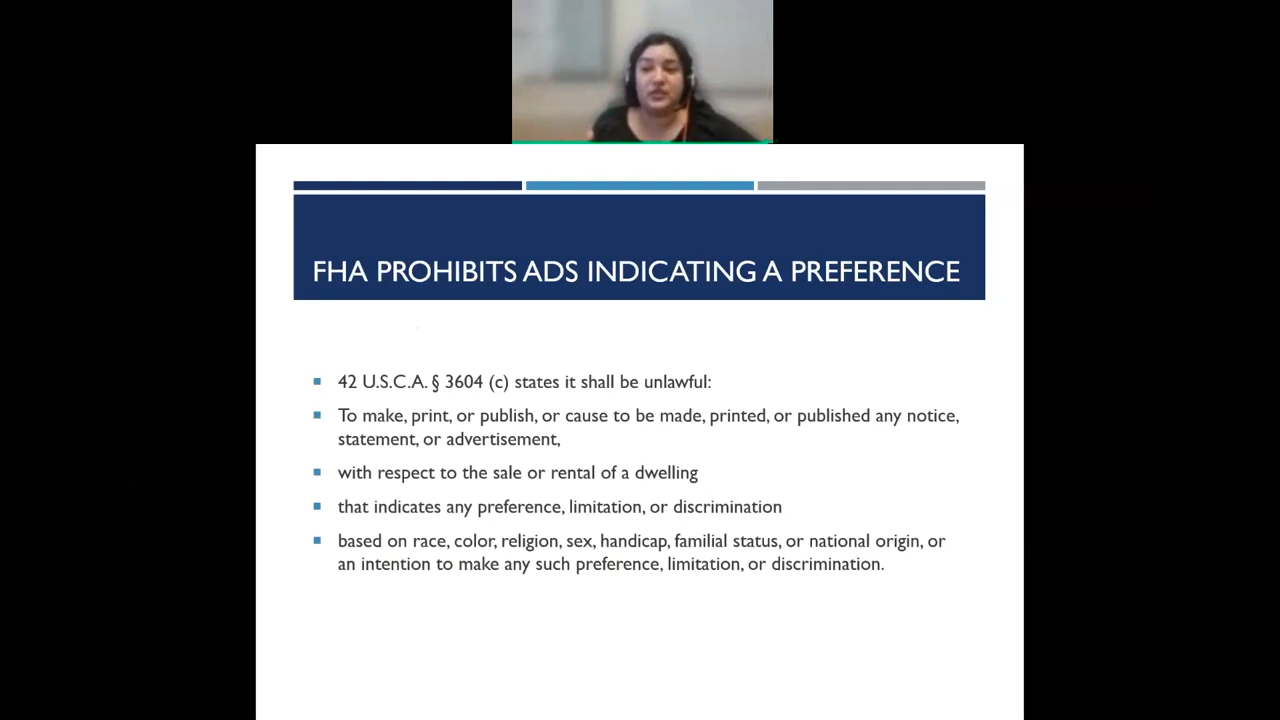 FHA PROHIBITS ADS INDICATING A PREFERENCE
42 U.S.C.A. § 3604 (c) states it shall be unlawful:
To make, print, or publish, or cause to be made, printed, or published any notice,
statement, or advertisement,
with respect to the sale or rental of a dwelling
that indicates any preference, limitation, or discrimination
based on race, color, religion, sex, handicap, familial status, or national origin, or
an intention to make any such preference, limitation, or discrimination.